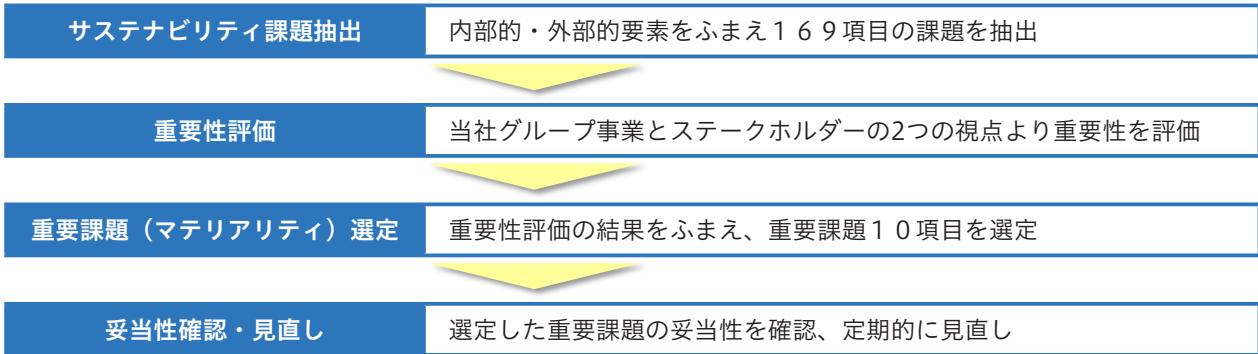 サステナビリティ課題抽出
内部的・外部的要素をふまえ１６９項目の課題を抽出
重要性評価
当社グループ事業とステークホルダーの2つの視点より重要性を評価
重要課題（マテリアリティ）選定
重要性評価の結果をふまえ、重要課題１０項目を選定
妥当性確認・見直し
選定した重要課題の妥当性を確認、定期的に見直し